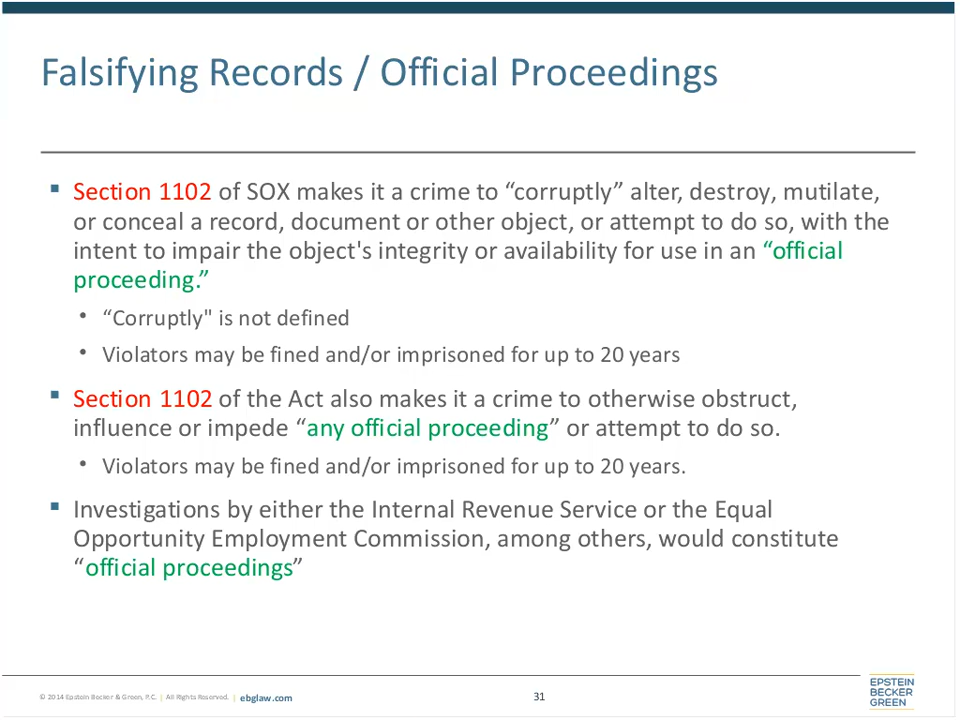 Falsifying Records / Official Proceedings
▪ Section 1102 of SOX makes it a crime to “corruptly” alter, destroy, mutilate,
or conceal a record, document or other object, or attempt to do so, with the
intent to impair the object's integrity or availability for use in an “official
proceeding.”
• “Corruptly" is not defined
• Violators may be fined and/or imprisoned for up to 20 years
▪ Section 1102 of the Act also makes it a crime to otherwise obstruct,
influence or impede “any official proceeding” or attempt to do so.
• Violators may be fined and/or imprisoned for up to 20 years.
▪ Investigations by either the Internal Revenue Service or the Equal
Opportunity Employment Commission, among others, would constitute
“official proceedings”
© 2014 Epstein Becker & Green, P.C. | All Rights Reserved. | ebglaw.com
31
EPSTEIN
BECKER
GREEN